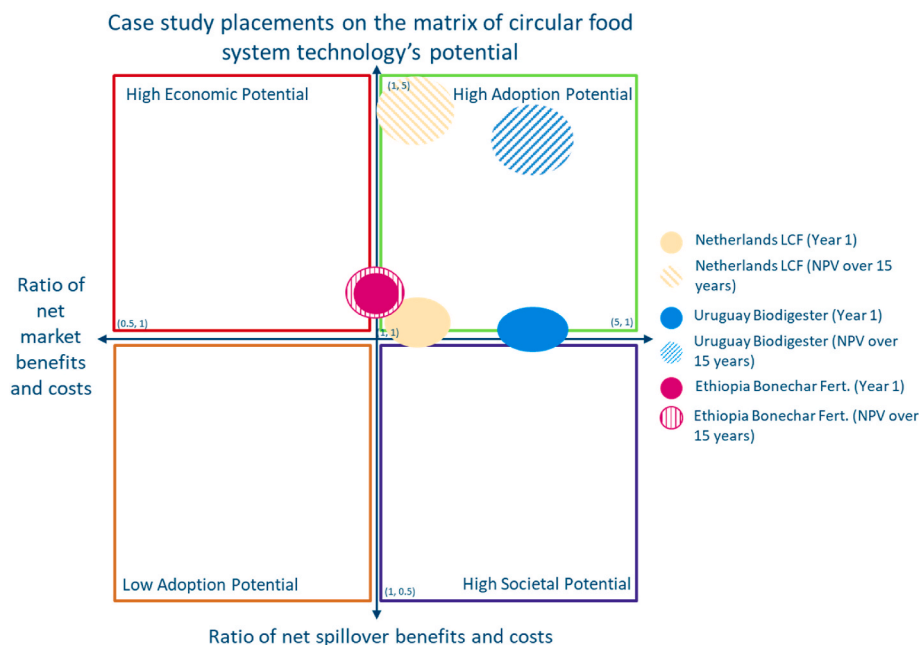 Case study placements on the matrix of circular food
system technology's potential
High Economic Potential
(1, 5)
High Adoption Potential
Ratio of
net
market
benefits
and costs
(0.5, 1)
(1, 1)
(5, 1)
Netherlands LCF (Year 1)
Netherlands LCF (NPV over 15
years)
Uruguay Biodigester (Year 1)
Uruguay Biodigester (NPV over
15 years)
Ethiopia Bonechar Fert. (Year 1)
Ethiopia Bonechar Fert. (NPV over
15 years)
Low Adoption Potential
(1, 0.5)
High Societal Potential
Ratio of net spillover benefits and costs